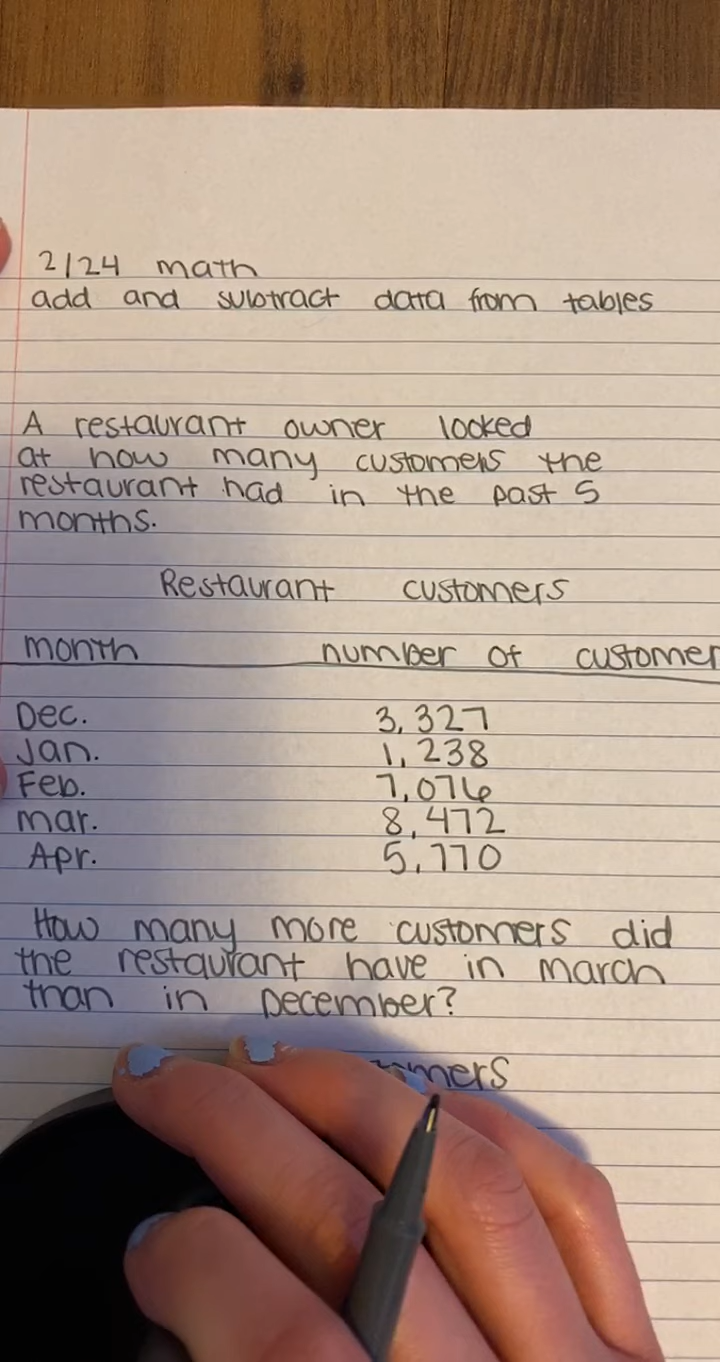 2/24 math
add and subtract data from tables
A restaurant owner looked
at how many customers the
restaurant had in the past 5
months.
Restaurant customers
month number of customer
Dec. 3,327
Jan. 1,238
Feb. 7,076
mar. 8,472
Apr. 5,770
How many more customers did
the restaurant have in march
than in December?